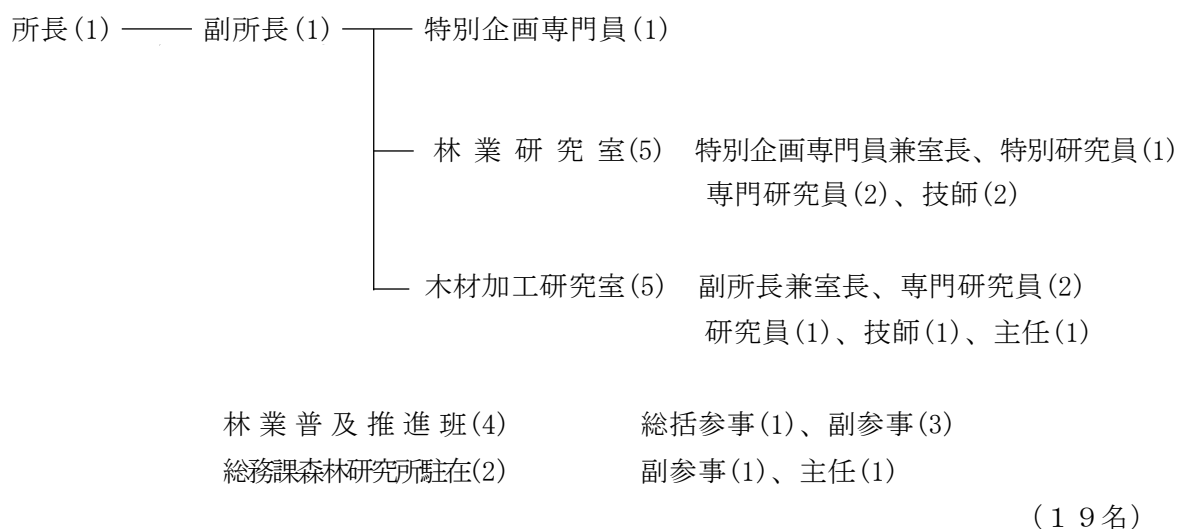 所長(1) 副所長(1) 特別企画専門員(1)
林業研究室(5) 特別企画専門員兼室長、特別研究員(1)
専門研究員(2)、技師(2)
木材加工研究室(5) 副所長兼室長、専門研究員(2)
研究員(1)、技師(1)、主任(1)
林業普及推進班(4) 総括参事(1)、副参事(3)
総務課森林研究所駐在(2) 副参事(1)、主任(1)
(19名)